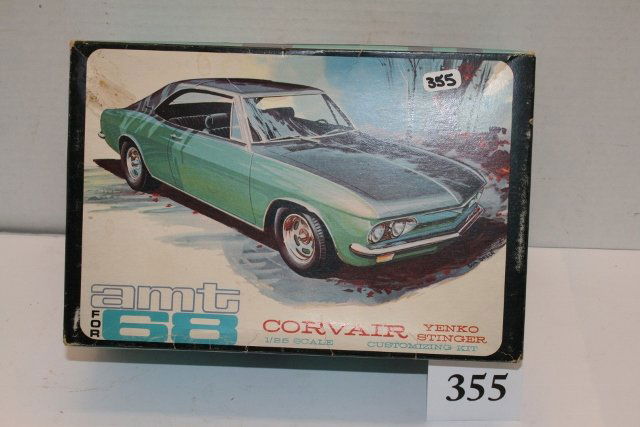 355
amt
FOR 68
CORVAIR YENKO STINGER
1/25 SCALE CUSTOMIZING KIT
355